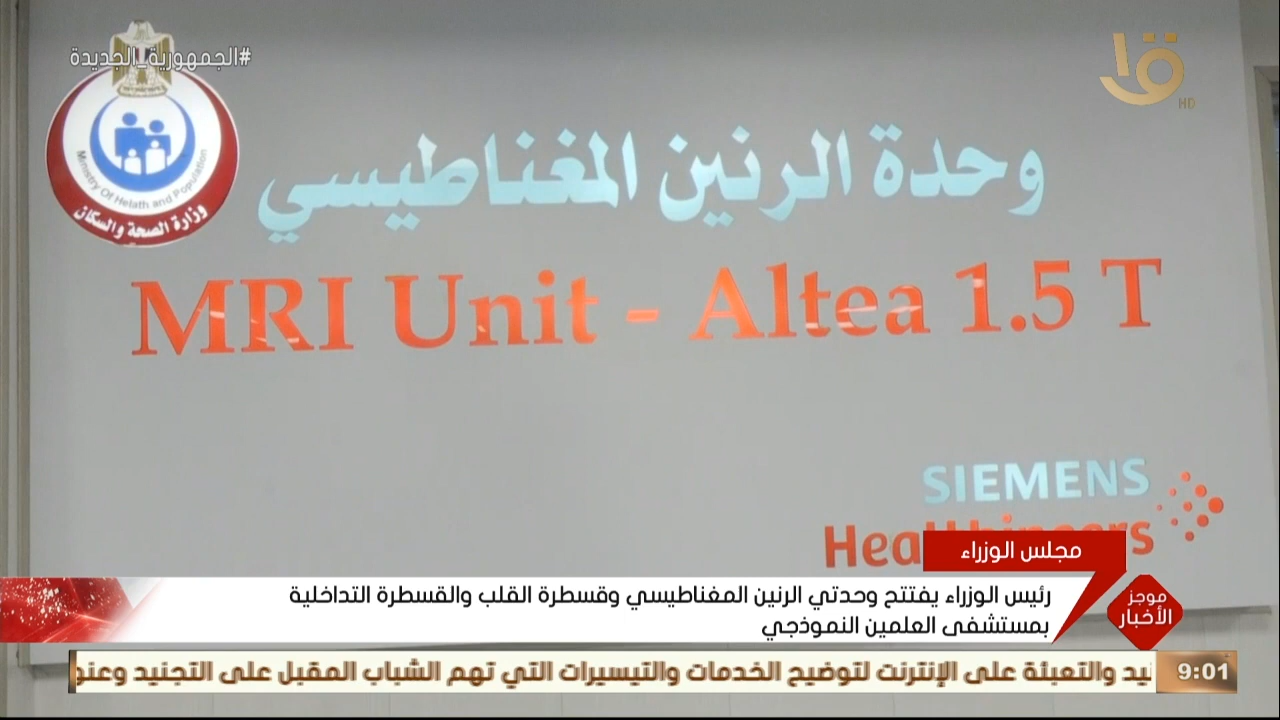 #الجمهورية_الجديدة
HD
Ministry Of Helath and Population
وزارة الصحة والسكان
وحدة الرنين المغناطيسي
MRI Unit - Altea 1.5 T
SIEMENS
مجلس الوزراء
رئيس الوزراء يفتتح وحدتي الرنين المغناطيسي وقسطرة القلب والقسطرة التداخلية
بمستشفى العلمين النموذجي
موجز
الأخبار
والتعبئة على الإنترنت لتوضيح الخدمات والتيسيرات التي تهم الشباب المقبل على التجنيد
9:01